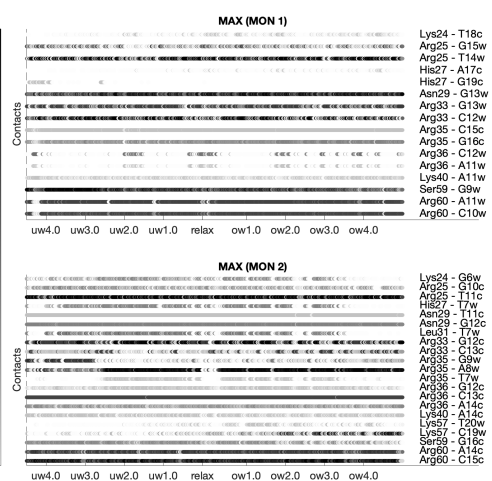 MAX (MON 1)
Contacts
Lys24 - T18c
Arg25 - G15w
Arg25 - T14w
His27 - A17c
His27 - G19c
Asn29 - G13w
Arg33 - G13w
Arg33 - C12w
Arg35 - C15c
Arg35 - G16c
Arg36 - C12w
Arg36 - A11w
Lys40 - A11w
Ser59 - G9w
Arg60 - A11w
Arg60 - C10w
uw4.0 uw3.0 uw2.0 uw1.0 relax ow1.0 ow2.0 ow3.0 ow4.0
MAX (MON 2)
Contacts
Lys24 - G6w
Arg25 - G10c
Arg25 - T11c
His27 - T7w
Asn29 - T11c
Asn29 - G12c
Leu31 - T7w
Arg33 - G12c
Arg33 - C13c
Arg35 - G9w
Arg35 - A8w
Arg35 - T7w
Arg36 - G12c
Arg36 - C13c
Arg36 - A14c
Lys40 - A14c
Lys57 - T20w
Lys57 - C19w
Ser59 - G16c
Arg60 - A14c
Arg60 - C15c
uw4.0 uw3.0 uw2.0 uw1.0 relax ow1.0 ow2.0 ow3.0 ow4.0